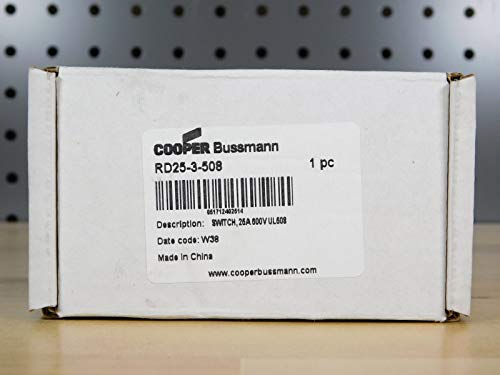 COOPER Bussmann
RD25-3-508 1 pc
051712402514
Description: SWITCH, 25A 600V UL508
Date code: W38
Made in China
www.cooperbussmann.com